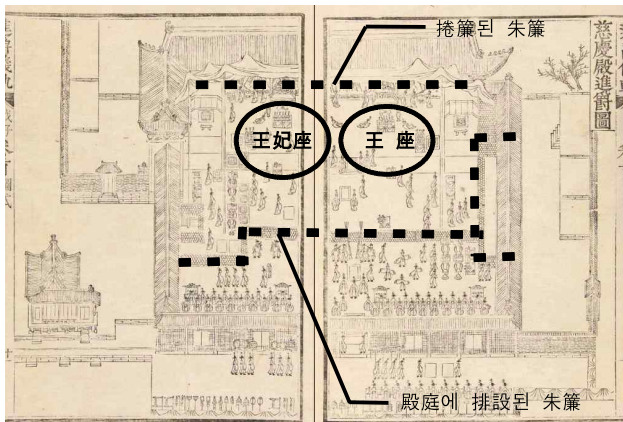 捲簾된 朱簾
慈慶殿進爵圖
王妃座
王 座
殿庭에 排設된 朱簾